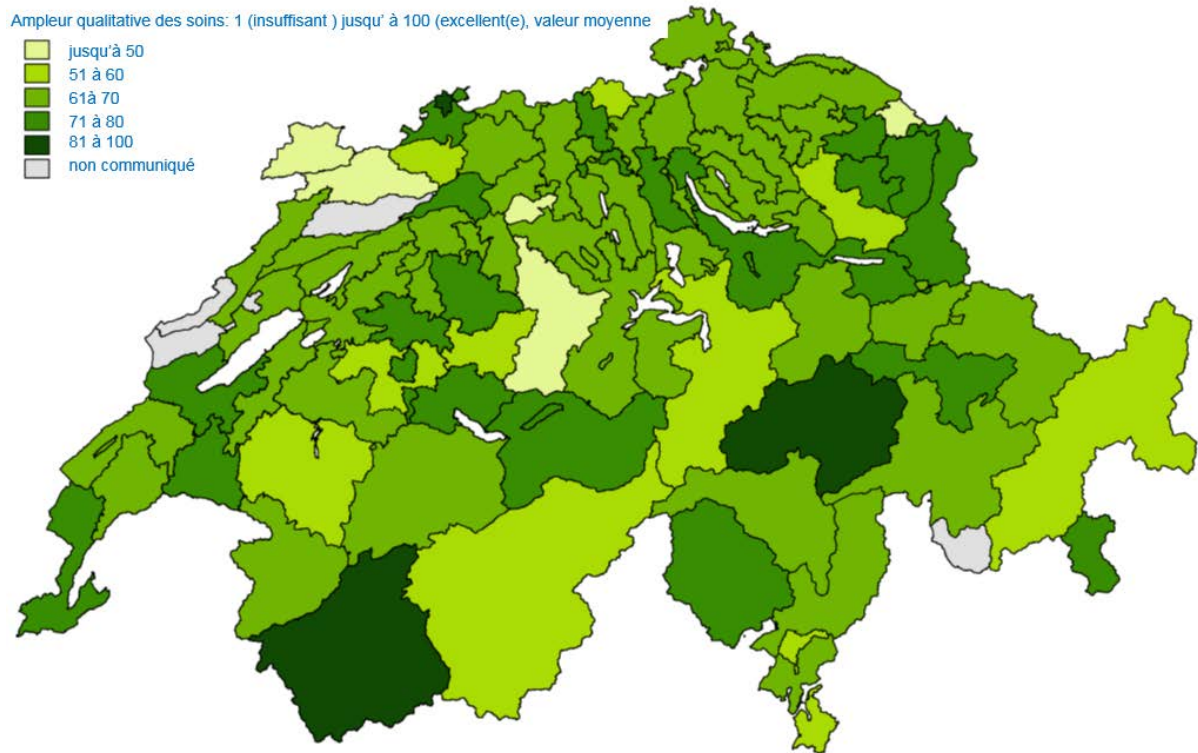 Ampleur qualitative des soins: 1 (insuffisant ) jusqu' à 100 (excellent(e), valeur moyenne
jusqu'à 50
51 à 60
61à 70
71 à 80
81 à 100
non communiqué